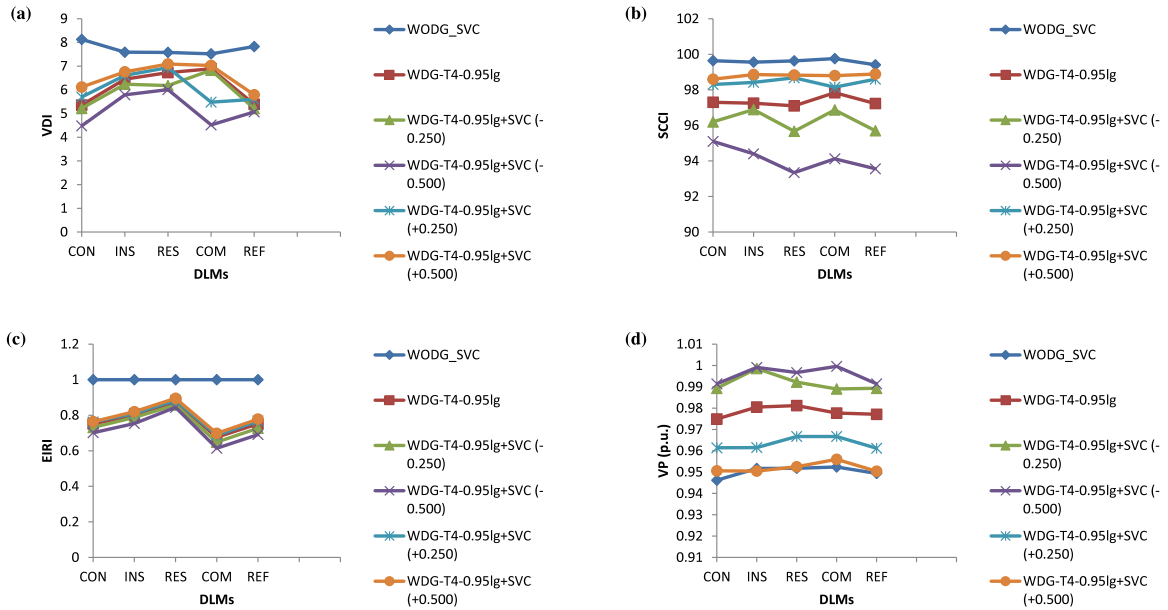 (a)
9
8
7
6
5
4
3
2
1
0
VDI
CON INS RES COM REF
DLMs
WODG_SVC
WDG-T4-0.95lg
WDG-T4-0.95lg+SVC (-
0.250)
WDG-T4-0.95lg+SVC (-
0.500)
WDG-T4-0.95lg+SVC
(+0.250)
WDG-T4-0.95lg+SVC
(+0.500)
(b)
102
100
98
96
94
92
90
SCCI
CON INS RES COM REF
DLMs
WODG_SVC
WDG-T4-0.95lg
WDG-T4-0.95lg+SVC (-
0.250)
WDG-T4-0.95lg+SVC (-
0.500)
WDG-T4-0.95lg+SVC
(+0.250)
WDG-T4-0.95lg+SVC
(+0.500)
(c)
1.2
1
0.8
0.6
0.4
0.2
0
EIRI
CON INS RES COM REF
DLMs
WODG_SVC
WDG-T4-0.95lg
WDG-T4-0.95lg+SVC (-
0.250)
WDG-T4-0.95lg+SVC (-
0.500)
WDG-T4-0.95lg+SVC
(+0.250)
WDG-T4-0.95lg+SVC
(+0.500)
(d)
1.01
1
0.99
0.98
0.97
0.96
0.95
0.94
0.93
0.92
0.91
VP (p.u.)
CON INS RES COM REF
DLMs
WODG_SVC
WDG-T4-0.95lg
WDG-T4-0.95lg+SVC (-
0.250)
WDG-T4-0.95lg+SVC (-
0.500)
WDG-T4-0.95lg+SVC
(+0.250)
WDG-T4-0.95lg+SVC
(+0.500)